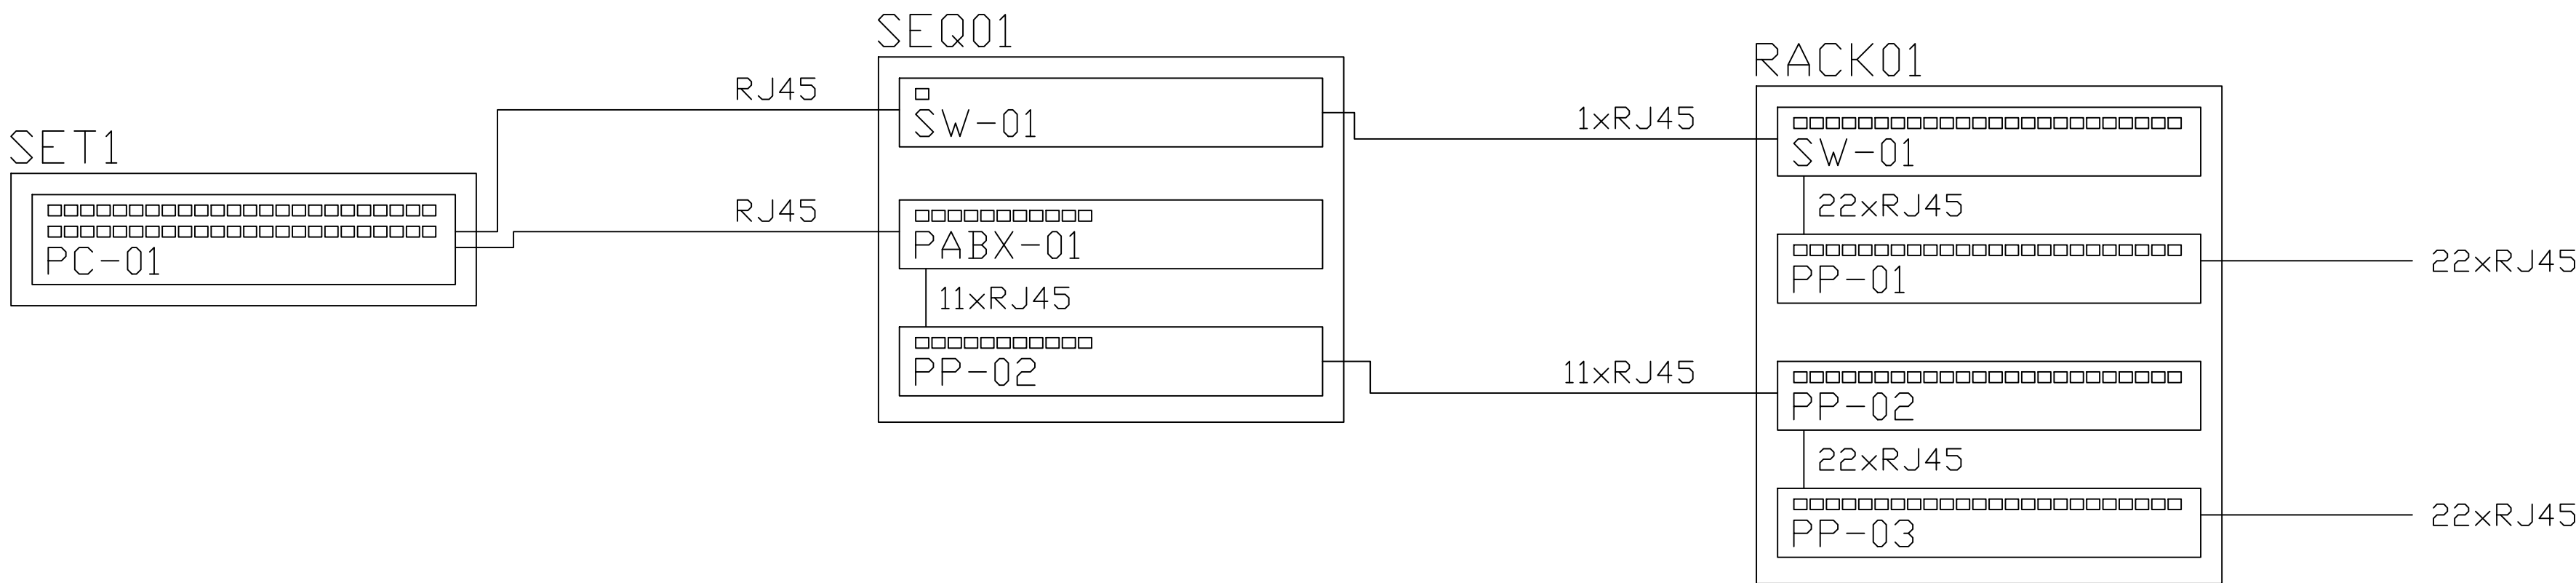 SET1
PC-01
RJ45
RJ45
SEQ01
SW-01
PABX-01
11xRJ45
PP-02
1xRJ45
11xRJ45
RACK01
SW-01
22xRJ45
PP-01
22xRJ45
PP-02
22xRJ45
PP-03
22xRJ45